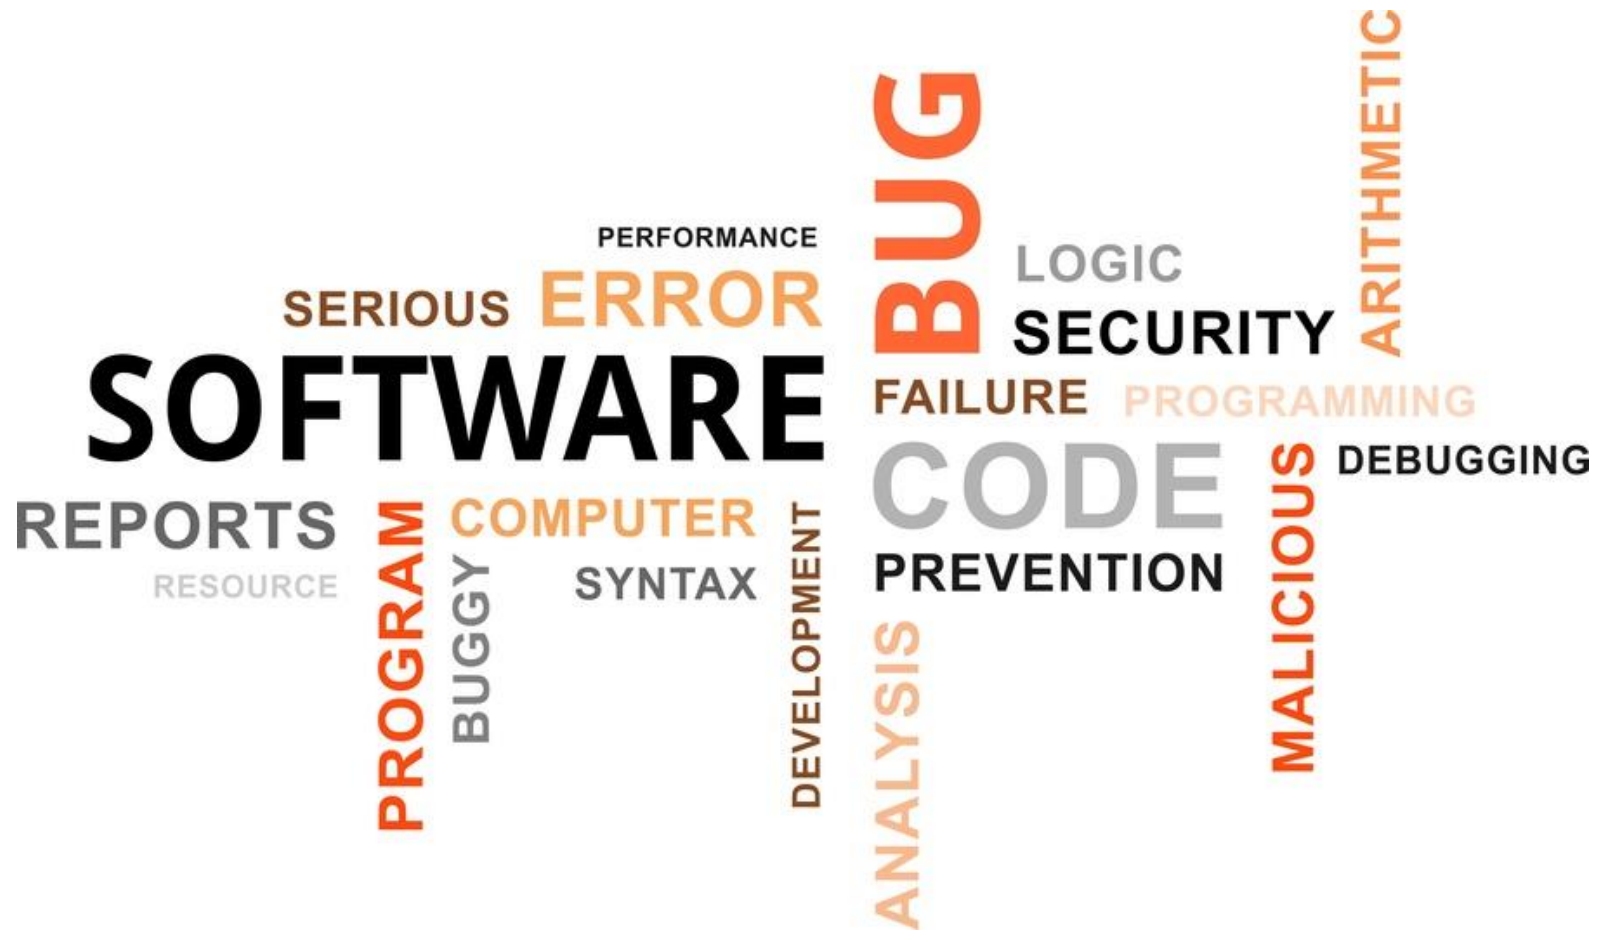 ARITHMETIC
BUG
PERFORMANCE
LOGIC
SERIOUS ERROR
SECURITY
SOFTWARE
FAILURE PROGRAMMING
CODE
DEBUGGING
MALICIOUS
REPORTS
PROGRAM
COMPUTER
DEVELOPMENT
PREVENTION
RESOURCE
BUGGY
SYNTAX
ANALYSIS